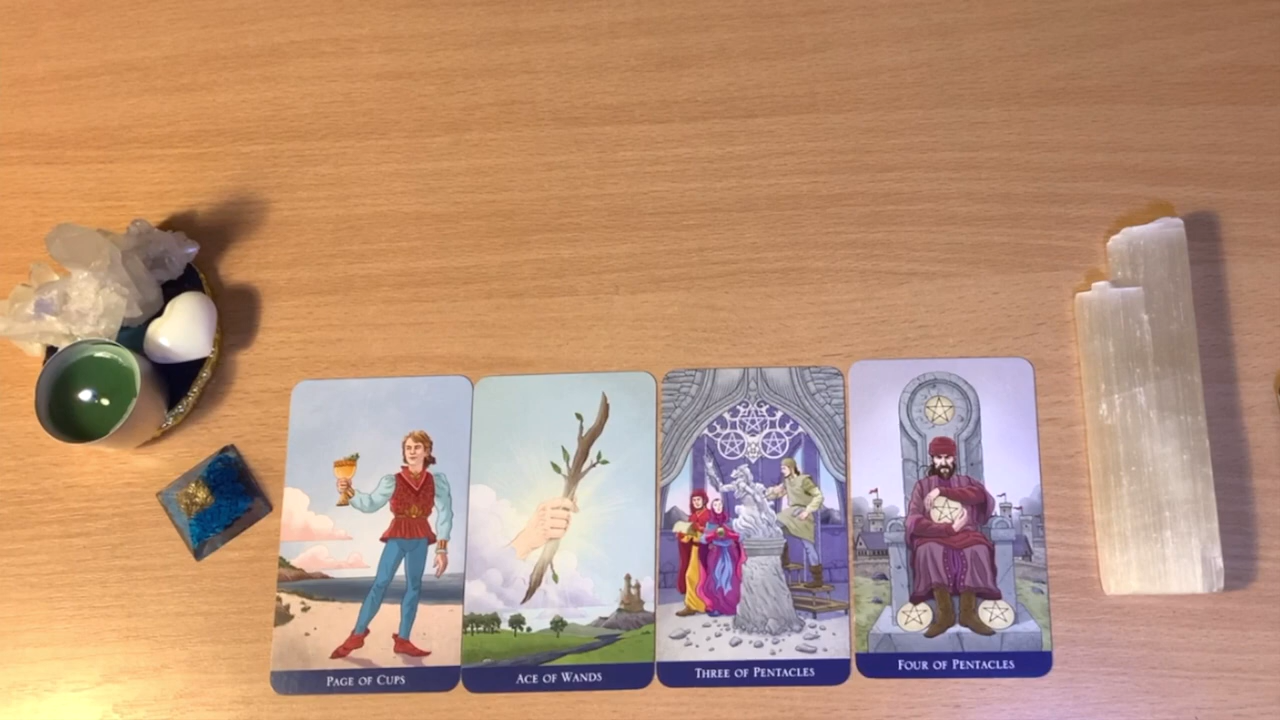 PAGE OF CUPS
ACE OF WANDS
THREE OF PENTACLES
FOUR OF PENTACLES